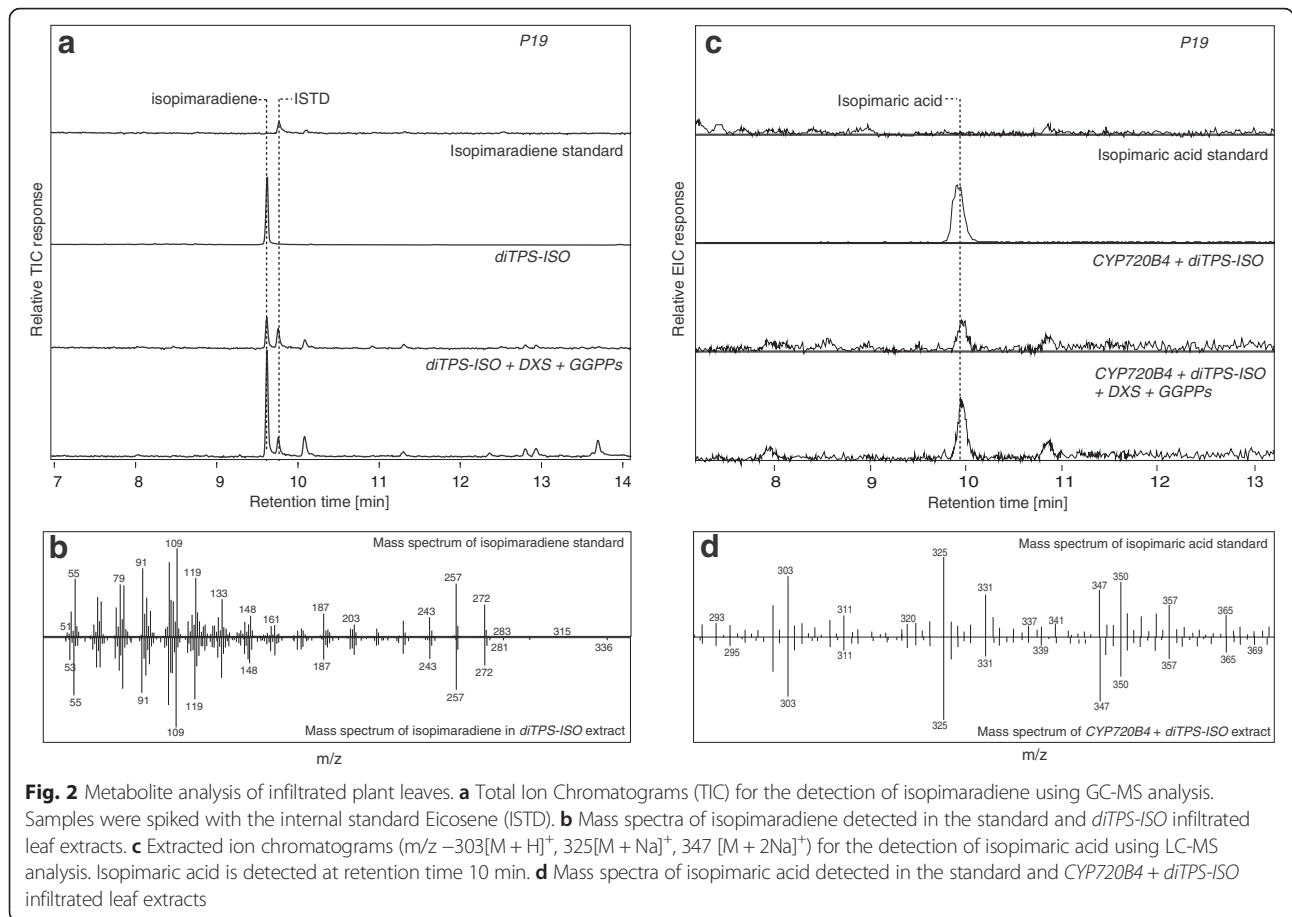 a
P19
isopimaradiene
ISTD
Isopimaradiene standard
diTPS-ISO
diTPS-ISO + DXS + GGPPs
Relative TIC response
7 8 9 10 11 12 13 14
Retention time [min]
c
P19
Isopimaric acid
Isopimaric acid standard
CYP720B4 + diTPS-ISO
CYP720B4 + diTPS-ISO
+ DXS + GGPPs
Relative EIC response
8 9 10 11 12 13
Retention time [min]
b
Mass spectrum of isopimaradiene standard
51 55 79 91 109 119 133 148 161 187 203 243 257 272 283 315
53 55 91 109 119 148 187 243 257 272 281 336
Mass spectrum of isopimaradiene in diTPS-ISO extract
m/z
d
Mass spectrum of isopimaric acid standard
293 303 311 320 325 331 337 341 347 350 357 365
295 303 311 325 331 339 347 350 357 365 369
Mass spectrum of CYP720B4 + diTPS-ISO extract
m/z
Fig. 2 Metabolite analysis of infiltrated plant leaves. a Total Ion Chromatograms (TIC) for the detection of isopimaradiene using GC-MS analysis.
Samples were spiked with the internal standard Eicosene (ISTD). b Mass spectra of isopimaradiene detected in the standard and diTPS-ISO infiltrated
leaf extracts. c Extracted ion chromatograms (m/z −303[M + H]⁺, 325[M + Na]⁺, 347 [M + 2Na]⁺) for the detection of isopimaric acid using LC-MS
analysis. Isopimaric acid is detected at retention time 10 min. d Mass spectra of isopimaric acid detected in the standard and CYP720B4 + diTPS-ISO
infiltrated leaf extracts